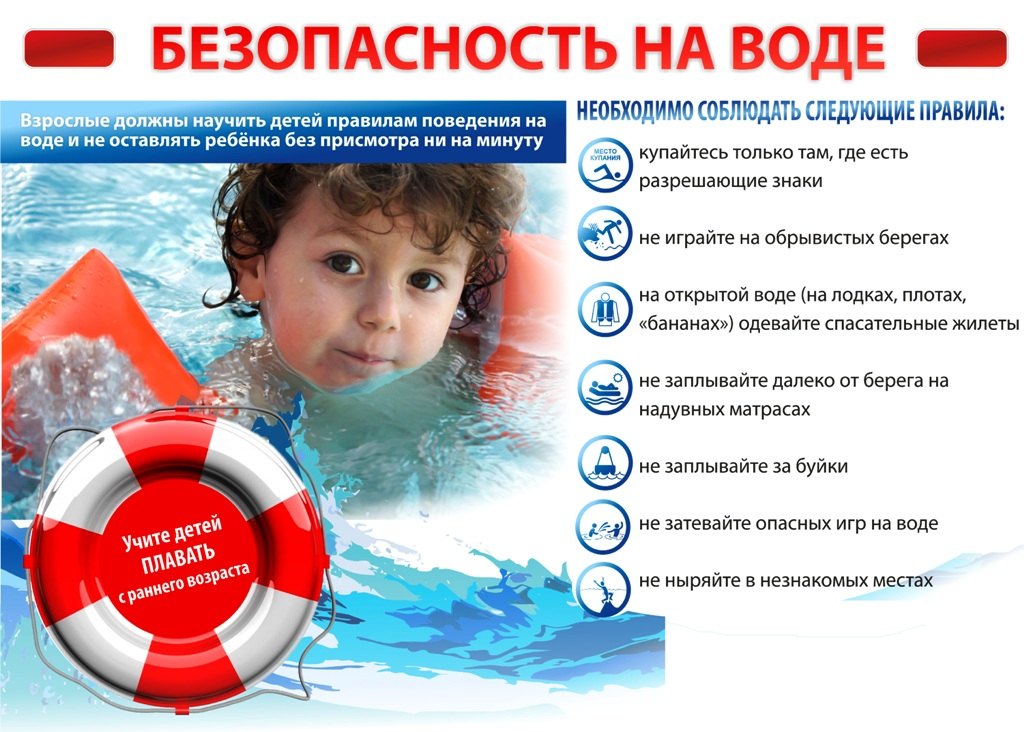 БЕЗОПАСНОСТЬ НА ВОДЕ
Взрослые должны научить детей правилам поведения на
воде и не оставлять ребёнка без присмотра ни на минуту
НЕОБХОДИМО СОБЛЮДАТЬ СЛЕДУЮЩИЕ ПРАВИЛА:
МЕСТО
КУПАНИЯ
купайтесь только там, где есть
разрешающие знаки
не играйте на обрывистых берегах
на открытой воде (на лодках, плотах,
«бананах») одевайте спасательные жилеты
не заплывайте далеко от берега на
надувных матрасах
не заплывайте за буйки
не затевайте опасных игр на воде
не ныряйте в незнакомых местах
Учите детей
ПЛАВАТЬ
с раннего возраста